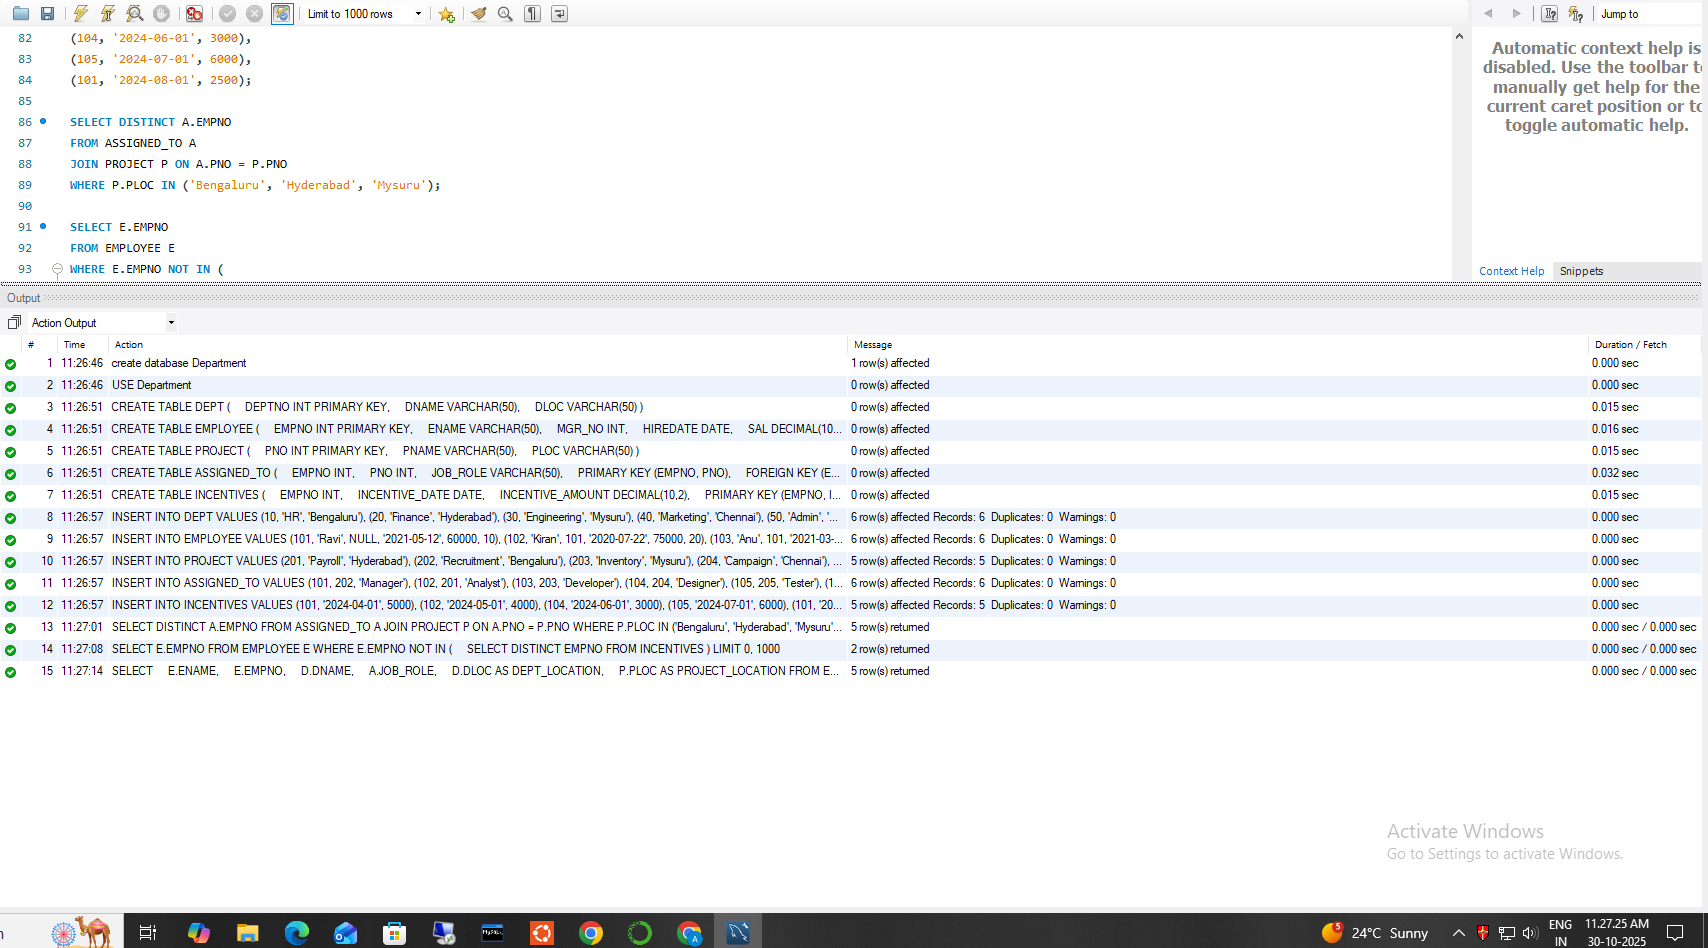 Limit to 1000 rows
Jump to
82 (104, '2024-06-01', 3000),
83 (105, '2024-07-01', 6000),
84 (101, '2024-08-01', 2500);
85
86 SELECT DISTINCT A.EMPNO
87 FROM ASSIGNED_TO A
88 JOIN PROJECT P ON A.PNO = P.PNO
89 WHERE P.PLOC IN ('Bengaluru', 'Hyderabad', 'Mysuru');
90
91 SELECT E.EMPNO
92 FROM EMPLOYEE E
93 WHERE E.EMPNO NOT IN (
Automatic context help is
disabled. Use the toolbar to
manually get help for the
current caret position or to
toggle automatic help.
Context Help Snippets
Output
Action Output
# Time Action Message Duration / Fetch
1 11:26:46 create database Department 1 row(s) affected 0.000 sec
2 11:26:46 USE Department 0 row(s) affected 0.000 sec
3 11:26:51 CREATE TABLE DEPT ( DEPTNO INT PRIMARY KEY, DNAME VARCHAR(50), DLOC VARCHAR(50) ) 0 row(s) affected 0.015 sec
4 11:26:51 CREATE TABLE EMPLOYEE ( EMPNO INT PRIMARY KEY, ENAME VARCHAR(50), MGR_NO INT, HIREDATE DATE, SAL DECIMAL(10... 0 row(s) affected 0.016 sec
5 11:26:51 CREATE TABLE PROJECT ( PNO INT PRIMARY KEY, PNAME VARCHAR(50), PLOC VARCHAR(50) ) 0 row(s) affected 0.015 sec
6 11:26:51 CREATE TABLE ASSIGNED_TO ( EMPNO INT, PNO INT, JOB_ROLE VARCHAR(50), PRIMARY KEY (EMPNO, PNO), FOREIGN KEY (E... 0 row(s) affected 0.032 sec
7 11:26:51 CREATE TABLE INCENTIVES ( EMPNO INT, INCENTIVE_DATE DATE, INCENTIVE_AMOUNT DECIMAL(10,2), PRIMARY KEY (EMPNO, I... 0 row(s) affected 0.015 sec
8 11:26:57 INSERT INTO DEPT VALUES (10, 'HR', 'Bengaluru'), (20, 'Finance', 'Hyderabad'), (30, 'Engineering', 'Mysuru'), (40, 'Marketing', 'Chennai'), (50, 'Admin', '... 6 row(s) affected Records: 6 Duplicates: 0 Warnings: 0 0.000 sec
9 11:26:57 INSERT INTO EMPLOYEE VALUES (101, 'Ravi', NULL, '2021-05-12', 60000, 10), (102, 'Kiran', 101, '2020-07-22', 75000, 20), (103, 'Anu', 101, '2021-03-... 6 row(s) affected Records: 6 Duplicates: 0 Warnings: 0 0.000 sec
10 11:26:57 INSERT INTO PROJECT VALUES (201, 'Payroll', 'Hyderabad'), (202, 'Recruitment', 'Bengaluru'), (203, 'Inventory', 'Mysuru'), (204, 'Campaign', 'Chennai'), ... 5 row(s) affected Records: 5 Duplicates: 0 Warnings: 0 0.000 sec
11 11:26:57 INSERT INTO ASSIGNED_TO VALUES (101, 202, 'Manager'), (102, 201, 'Analyst'), (103, 203, 'Developer'), (104, 204, 'Designer'), (105, 205, 'Tester'), (1... 6 row(s) affected Records: 6 Duplicates: 0 Warnings: 0 0.000 sec
12 11:26:57 INSERT INTO INCENTIVES VALUES (101, '2024-04-01', 5000), (102, '2024-05-01', 4000), (104, '2024-06-01', 3000), (105, '2024-07-01', 6000), (101, '20... 5 row(s) affected Records: 5 Duplicates: 0 Warnings: 0 0.000 sec
13 11:27:01 SELECT DISTINCT A.EMPNO FROM ASSIGNED_TO A JOIN PROJECT P ON A.PNO = P.PNO WHERE P.PLOC IN ('Bengaluru', 'Hyderabad', 'Mysuru'... 5 row(s) returned 0.000 sec / 0.000 sec
14 11:27:08 SELECT E.EMPNO FROM EMPLOYEE E WHERE E.EMPNO NOT IN ( SELECT DISTINCT EMPNO FROM INCENTIVES ) LIMIT 0, 1000 2 row(s) returned 0.000 sec / 0.000 sec
15 11:27:14 SELECT E.ENAME, E.EMPNO, D.DNAME, A.JOB_ROLE, D.DLOC AS DEPT_LOCATION, P.PLOC AS PROJECT_LOCATION FROM E... 5 row(s) returned 0.000 sec / 0.000 sec
Activate Windows
Go to Settings to activate Windows.
5 24°C Sunny
ENG
IN
11.27.25 AM
30-10-2025